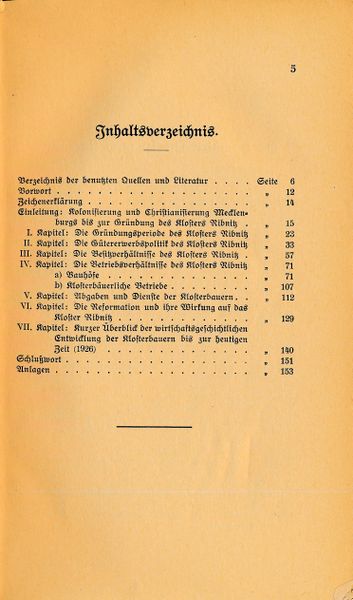 5
Inhaltsverzeichnis.
Verzeichnis der benutzten Quellen und Literatur . . . . Seite 6
Vorwort . . . . . . . . . . . . . . . . . „ 12
Zeichenerklärung . . . . . . . . . . . . . . „ 14
Einleitung: Kolonisierung und Christianisierung Mecklen-
burgs bis zur Gründung des Klosters Ribnitz . . „ 15
I. Kapitel: Die Gründungsperiode des Klosters Ribnitz „ 23
II. Kapitel: Die Gütererwerbspolitik des Klosters Ribnitz „ 33
III. Kapitel: Die Besitzverhältnisse des Klosters Ribnitz . „ 57
IV. Kapitel: Die Betriebsverhältnisse des Klosters Ribnitz „ 71
a) Bauhöfe . . . . . . . . . . . . „ 71
b) Klosterbäuerliche Betriebe . . . . . . „ 107
V. Kapitel: Abgaben und Dienste der Klosterbauern . . „ 112
VI. Kapitel: Die Reformation und ihre Wirkung auf das
Kloster Ribnitz . . . . . . . . . . . „ 129
VII. Kapitel: Kurzer Überblick der wirtschaftsgeschichtlichen
Entwicklung der Klosterbauern bis zur heutigen
Zeit (1926) . . . . . . . . . . . . . „ 140
Schlußwort . . . . . . . . . . . . . . . . „ 151
Anlagen . . . . . . . . . . . . . . . . . „ 153